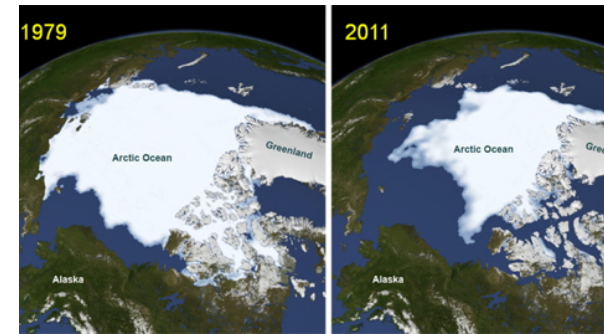 1979
Arctic Ocean
Greenland
Alaska
2011
Arctic Ocean
Gree
Alaska